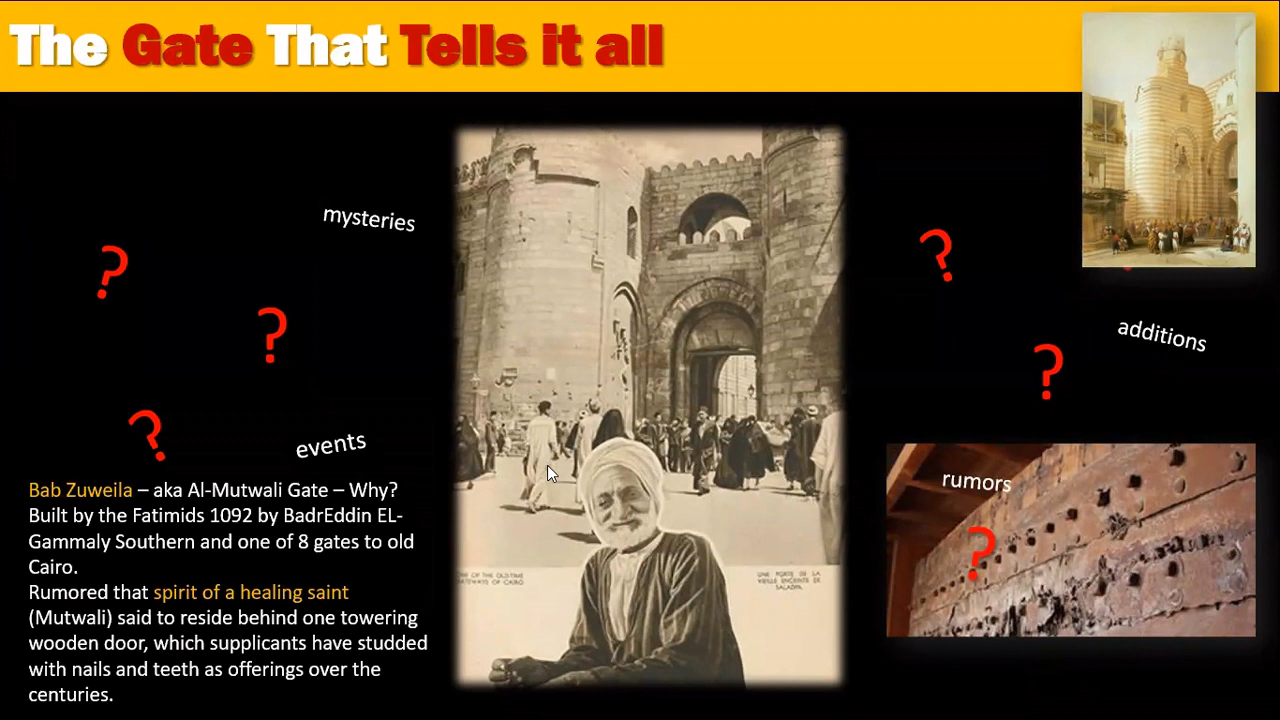 The Gate That Tells it all
mysteries
?
?
?
events
?
additions
?
rumors
?
Bab Zuweila – aka Al-Mutwali Gate – Why?
Built by the Fatimids 1092 by BadrEddin EL-
Gammaly Southern and one of 8 gates to old
Cairo.
Rumored that spirit of a healing saint
(Mutwali) said to reside behind one towering
wooden door, which supplicants have studded
with nails and teeth as offerings over the
centuries.
OF THE OLD-TIME
GATEWAYS OF CAIRO
UNE PORTE DE LA
VIEILLE ENCEINTE DE
SALADIN.